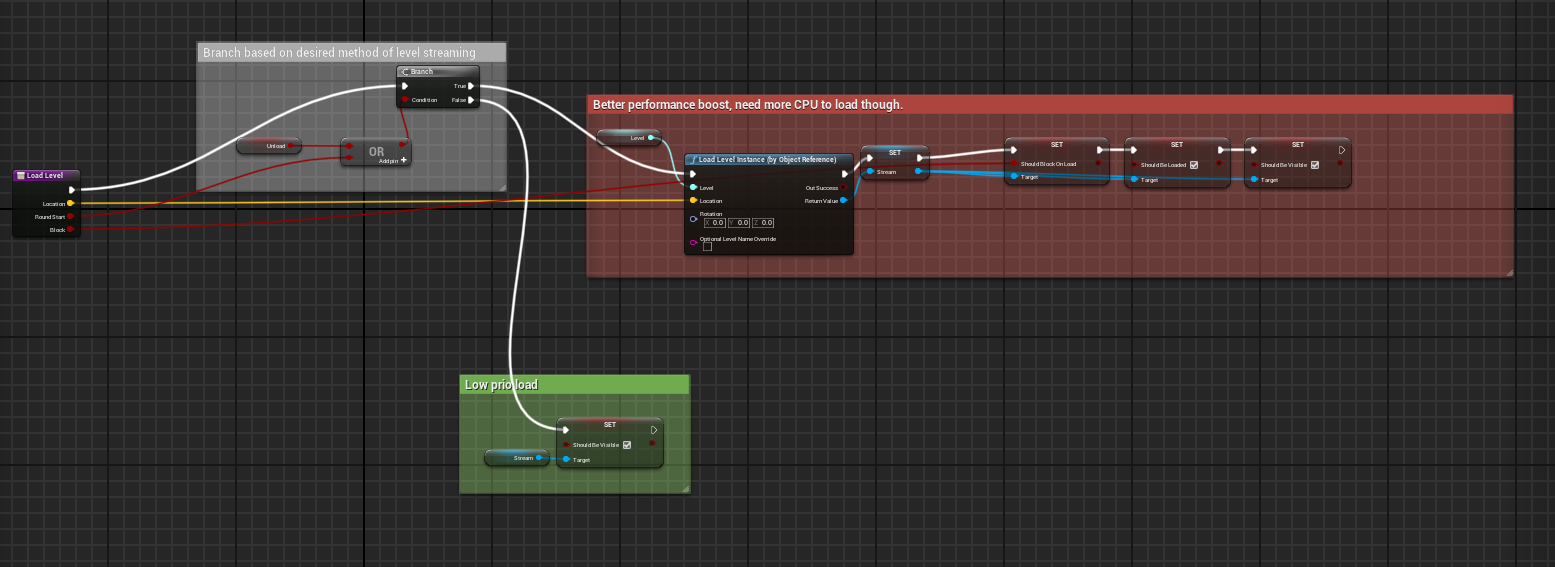 Branch based on desired method of level streaming
Branch
True
Condition
False
Unload
OR
Add pin
Load Level
Location
Round Start
Block
Better performance boost, need more CPU to load though.
Level
Load Level Instance (by Object Reference)
Level
Out Success
Location
Return Value
Rotation
X 0.0 Y 0.0 Z 0.0
Optional Level Name Override
SET
Stream
SET
Should Block On Load
Target
SET
Should Be Loaded
Target
SET
Should Be Visible
Target
Low prio load
SET
Should Be Visible
Stream
Target